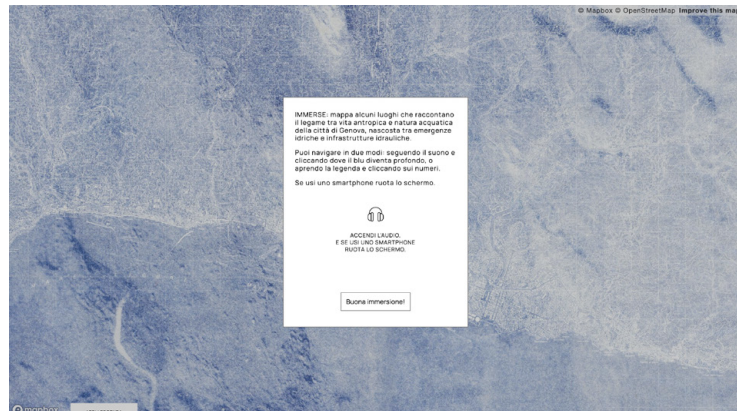 © Mapbox © OpenStreetMap Improve this map
IMMERSE: mappa alcuni luoghi che raccontano
il legame tra vita antropica e natura acquatica
della città di Genova, nascosta tra emergenze
idriche e infrastrutture idrauliche.
Puoi navigare in due modi: seguendo il suono e
cliccando dove il blu diventa profondo, o
aprendo la legenda e cliccando sui numeri.
Se usi uno smartphone ruota lo schermo.
ACCENDI L'AUDIO,
E SE USI UNO SMARTPHONE
RUOTA LO SCHERMO.
Buona immersione!
mapbox